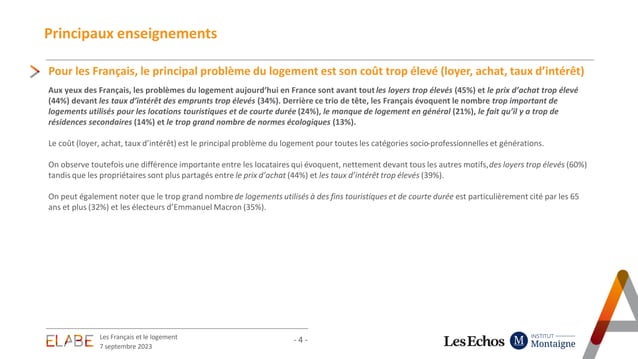 Principaux enseignements
Pour les Français, le principal problème du logement est son coût trop élevé (loyer, achat, taux d’intérêt)
Aux yeux des Français, les problèmes du logement aujourd’hui en France sont avant tout les loyers trop élevés (45%) et le prix d’achat trop élevé
(44%) devant les taux d’intérêt des emprunts trop élevés (34%). Derrière ce trio de tête, les Français évoquent le nombre trop important de
logements utilisés pour les locations touristiques et de courte durée (24%), le manque de logement en général (21%), le fait qu’il y a trop de
résidences secondaires (14%) et le trop grand nombre de normes écologiques (13%).
Le coût (loyer, achat, taux d’intérêt) est le principal problème du logement pour toutes les catégories socio-professionnelles et générations.
On observe toutefois une différence importante entre les locataires qui évoquent, nettement devant tous les autres motifs, des loyers trop élevés (60%)
tandis que les propriétaires sont plus partagés entre le prix d’achat (44%) et les taux d’intérêt trop élevés (39%).
On peut également noter que le trop grand nombre de logements utilisés à des fins touristiques et de courte durée est particulièrement cité par les 65
ans et plus (32%) et les électeurs d’Emmanuel Macron (35%).
ELABE
Les Français et le logement
7 septembre 2023
- 4 -
Les Echos
M
INSTITUT
Montaigne